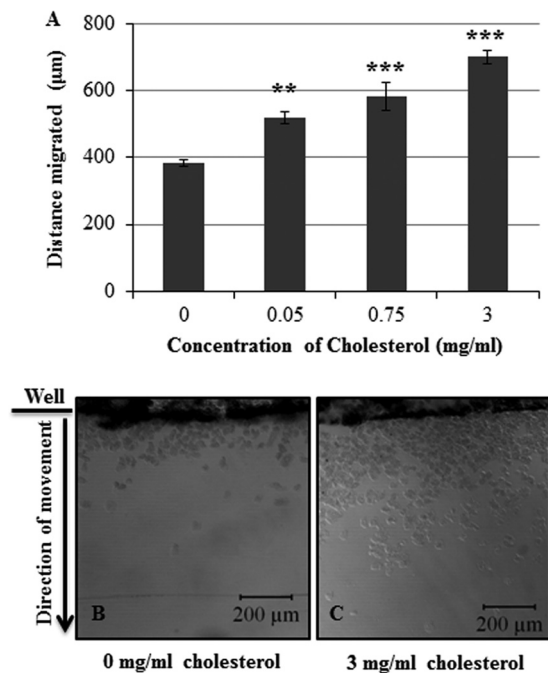 A
Distance migrated (µm)
800
600
400
200
0
**
***
***
0 0.05 0.75 3
Concentration of Cholesterol (mg/ml)
Well
Direction of movement
B
200 µm
C
200 µm
0 mg/ml cholesterol
3 mg/ml cholesterol